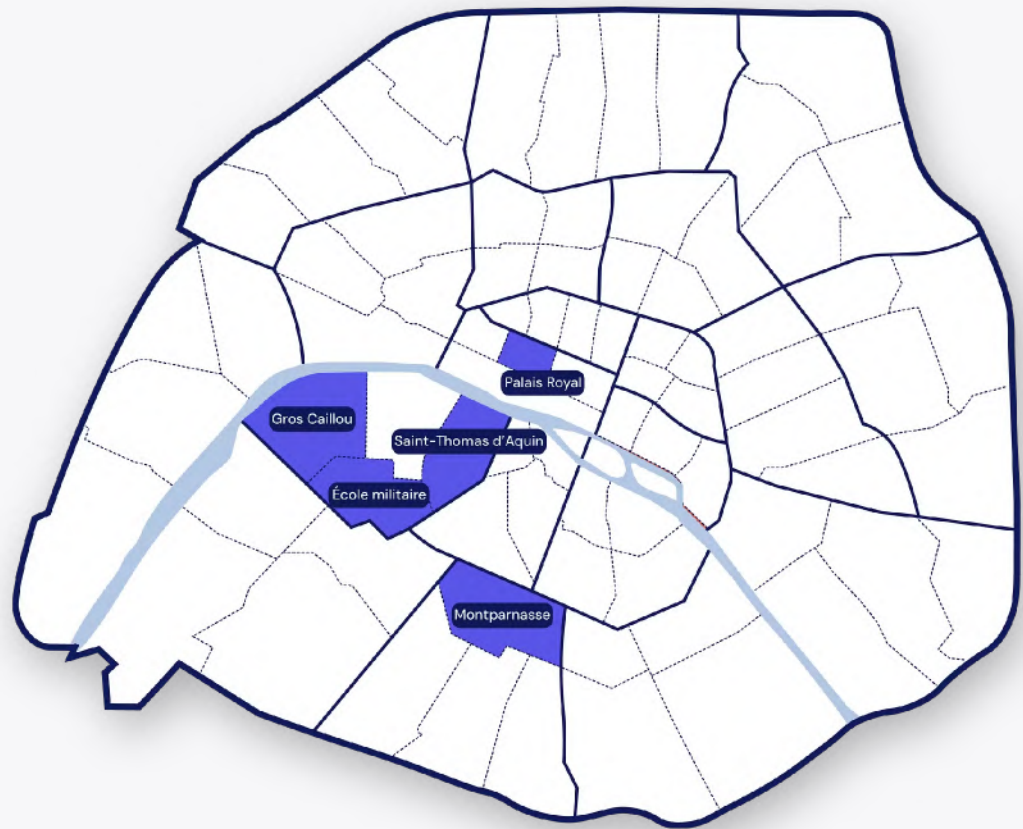 Palais Royal
Gros Caillou
Saint-Thomas d'Aquin
École militaire
Montparnasse